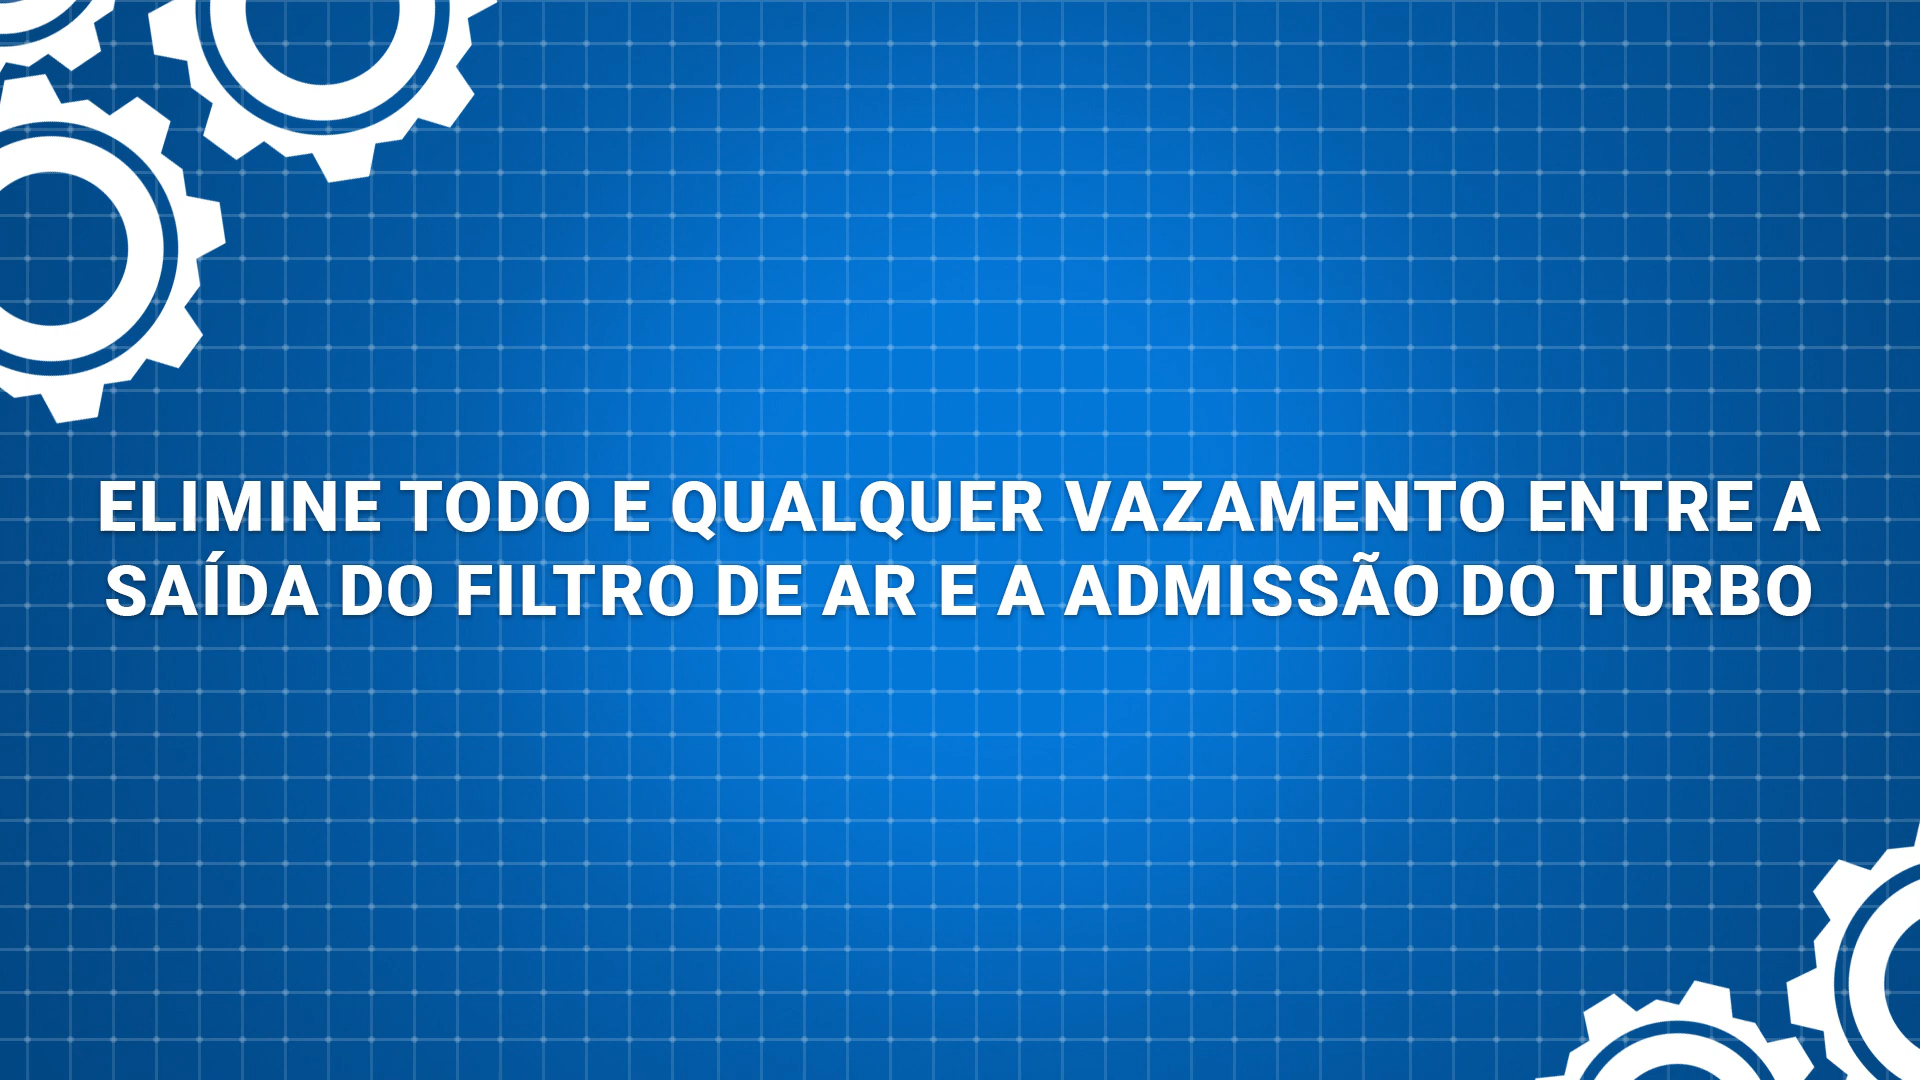 ELIMINE TODO E QUALQUER VAZAMENTO ENTRE A
SAÍDA DO FILTRO DE AR E A ADMISSÃO DO TURBO